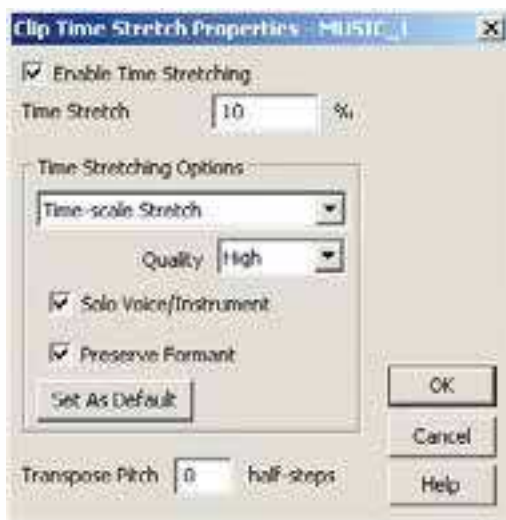 Clip Time Stretch Properties - MUSIC_1
Enable Time Stretching
Time Stretch 10 %
Time Stretching Options
Time-scale Stretch
Quality High
Solo Voice/Instrument
Preserve Formant
Set As Default
OK
Cancel
Transpose Pitch 0 half-steps
Help